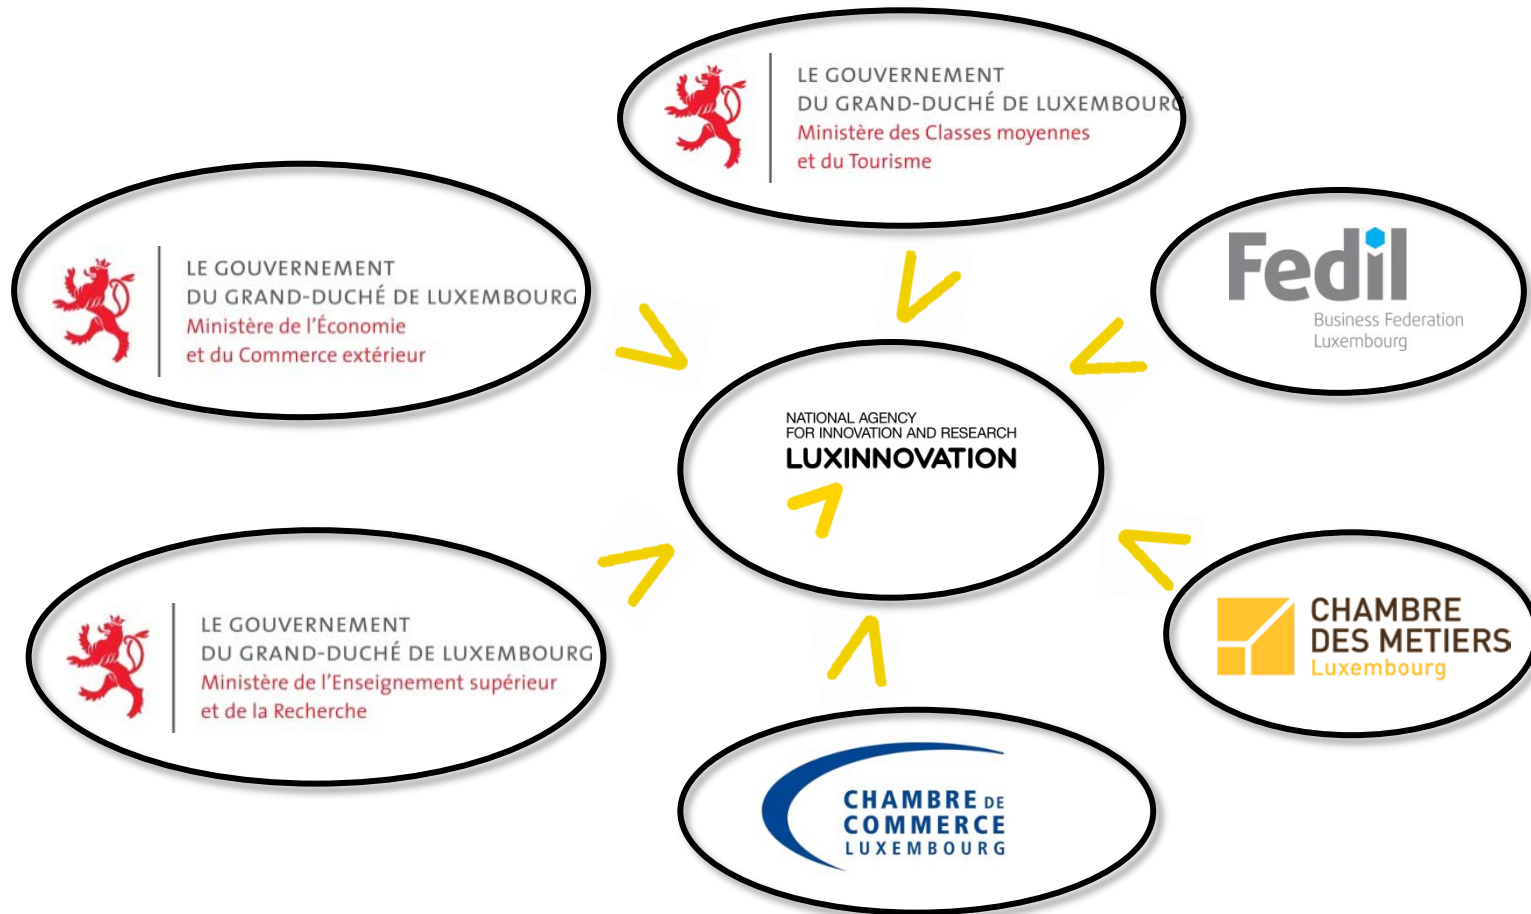 LE GOUVERNEMENT
DU GRAND-DUCHÉ DE LUXEMBOURG
Ministère des Classes moyennes
et du Tourisme
LE GOUVERNEMENT
DU GRAND-DUCHÉ DE LUXEMBOURG
Ministère de l'Économie
et du Commerce extérieur
Fedil
Business Federation
Luxembourg
NATIONAL AGENCY
FOR INNOVATION AND RESEARCH
LUXINNOVATION
LE GOUVERNEMENT
DU GRAND-DUCHÉ DE LUXEMBOURG
Ministère de l'Enseignement supérieur
et de la Recherche
CHAMBRE
DES METIERS
Luxembourg
CHAMBRE DE
COMMERCE
LUXEMBOURG